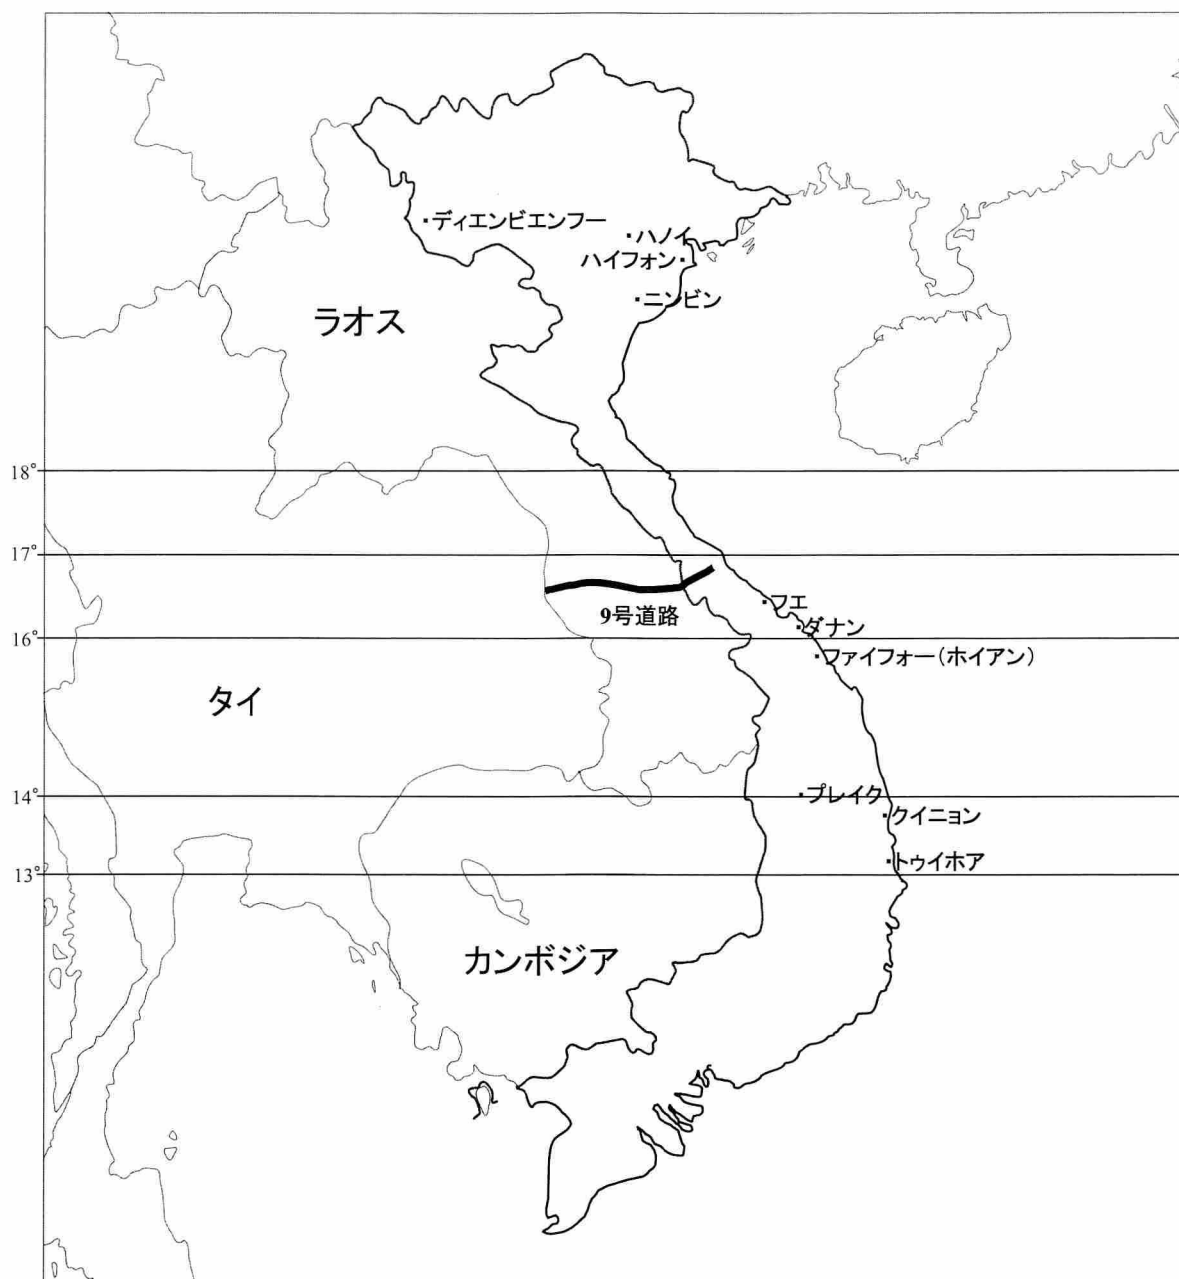 ディエンビエンフー
ハノイ
ハイフォン
ニンビン
ラオス
18°
17°
9号道路
フエ
ダナン
16°
ファイフォー(ホイアン)
タイ
14°
プレイク
クイニョン
トゥイホア
13°
カンボジア